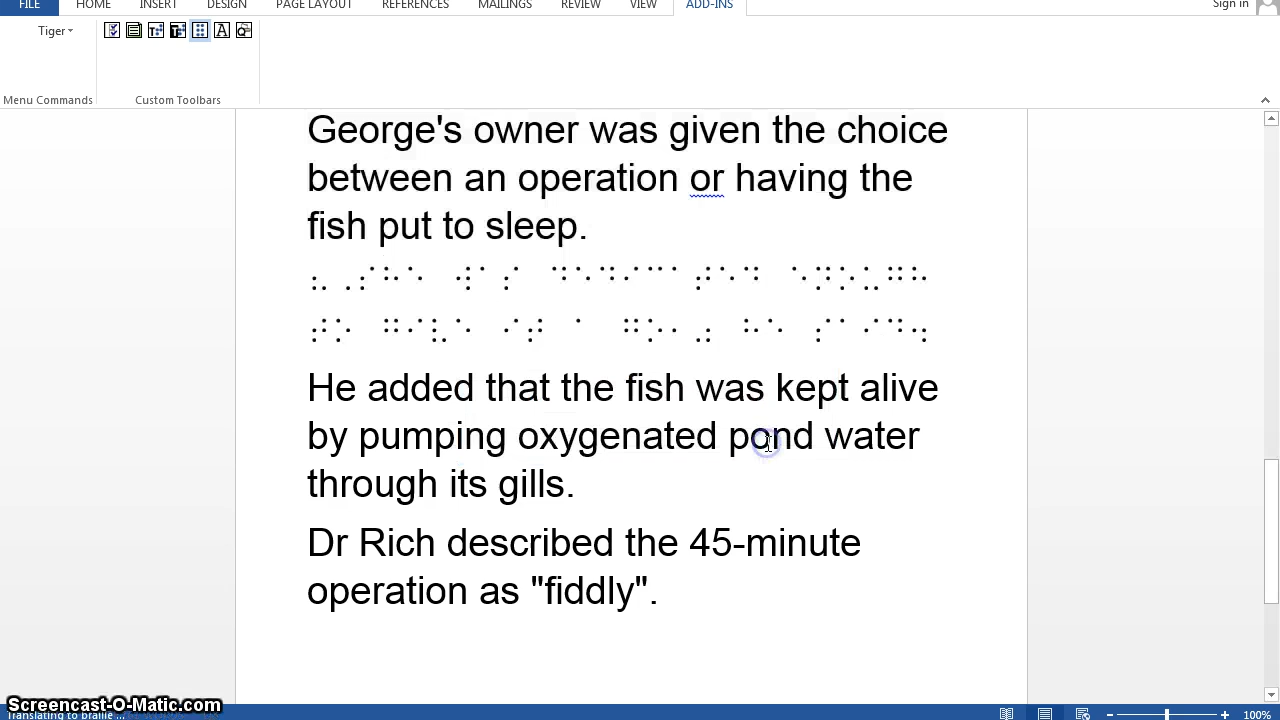 FILE HOME INSERT DESIGN PAGE LAYOUT REFERENCES MAILINGS REVIEW VIEW ADD-INS Sign in
Tiger
Menu Commands Custom Toolbars
George's owner was given the choice
between an operation or having the
fish put to sleep.
⠦⠠⠎⠓⠑ ⠺⠁⠎ ⠙⠑⠙⠊⠉⠁⠞⠑⠙ ⠑⠝⠕⠥⠛⠓
⠞⠕ ⠛⠊⠧⠑ ⠊⠞ ⠁ ⠛⠕⠂⠴ ⠓⠑ ⠎⠁⠊⠙⠲
He added that the fish was kept alive
by pumping oxygenated pond water
through its gills.
Dr Rich described the 45-minute
operation as "fiddly".
Screencast-O-Matic.com
Translating to braille ... 100%